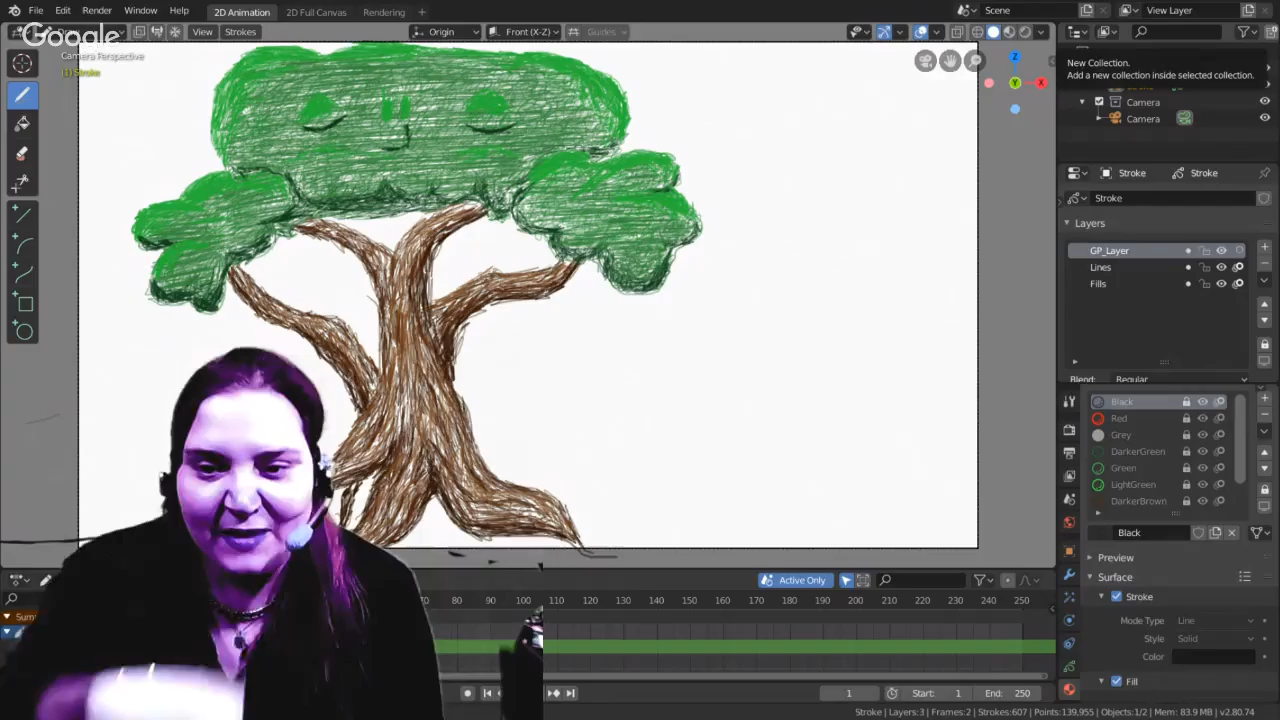 File Edit Render Window Help
2D Animation 2D Full Canvas Rendering +
Scene View Layer
Google
View Strokes Origin Front (X-Z) Guides
Camera Perspective
(1) Stroke
Z
Y X
New Collection.
Add a new collection inside selected collection.
Camera
Camera
Stroke Stroke
Stroke
Layers
GP_Layer
Lines
Fills
Blend: Regular
Black
Red
Grey
DarkerGreen
Green
LightGreen
DarkerBrown
Black
Preview
Surface
Stroke
Mode Type Line
Style Solid
Color
Fill
Active Only
70 80 90 100 110 120 130 140 150 160 170 180 190 200 210 220 230 240 250
Summ
1 Start: 1 End: 250
Stroke | Layers:3 | Frames:2 | Strokes:607 | Points:139,955 | Objects:1/2 | Mem: 83.9 MB | v2.80.74